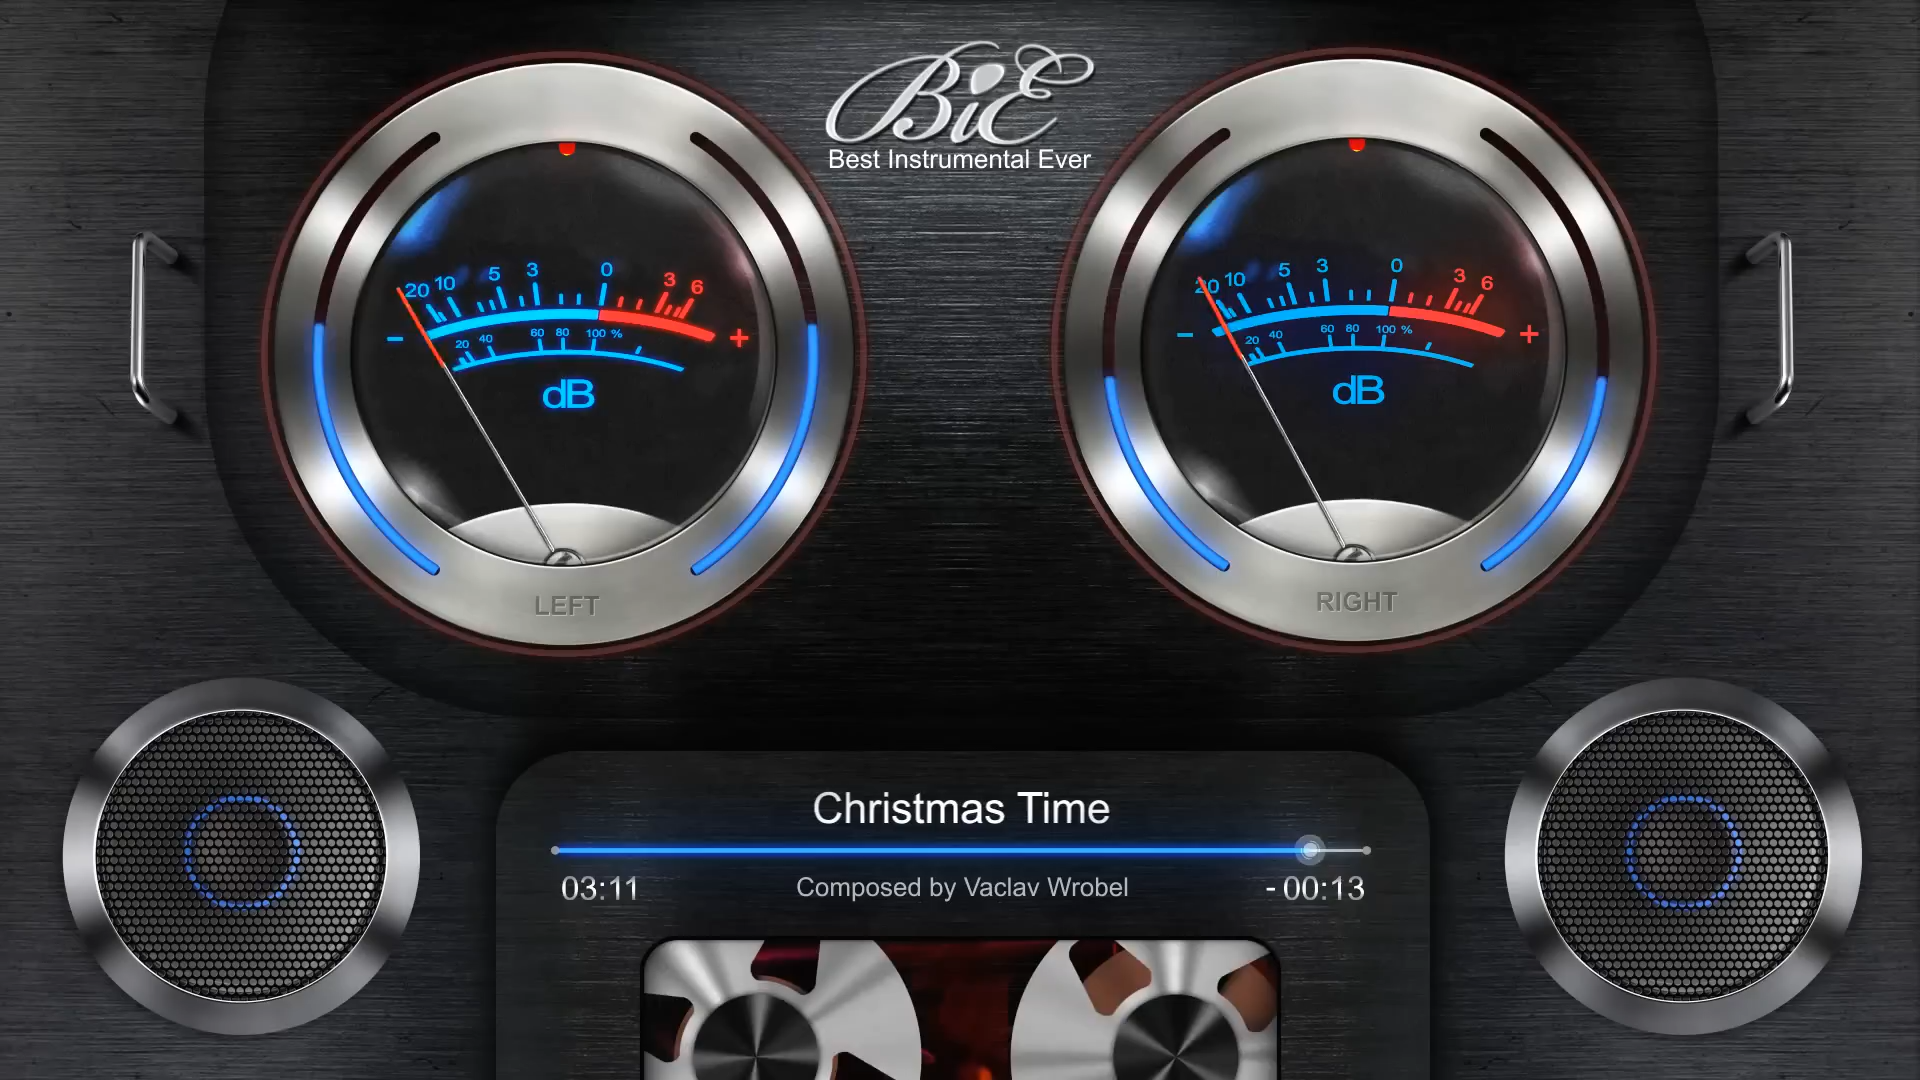 BiE
Best Instrumental Ever
20 10 5 3 0 3 6
- +
20 40 60 80 100 %
dB
LEFT
20 10 5 3 0 3 6
- +
20 40 60 80 100 %
dB
RIGHT
Christmas Time
03:11 Composed by Vaclav Wrobel - 00:13